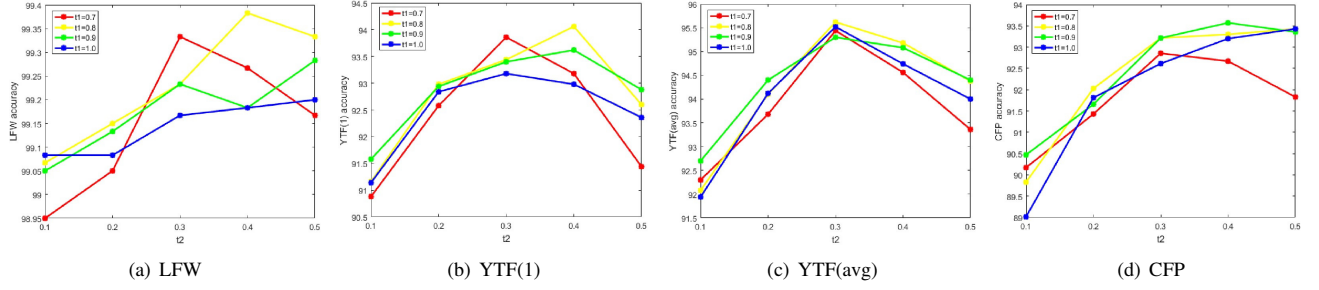 99.4
99.35
99.3
99.25
99.2
99.15
99.1
99.05
99
98.95
LFW accuracy
t1=0.7
t1=0.8
t1=0.9
t1=1.0
0.1 0.2 0.3 0.4 0.5
t2
(a) LFW
94.5
94
93.5
93
92.5
92
91.5
91
90.5
YTF(1) accuracy
t1=0.7
t1=0.8
t1=0.9
t1=1.0
0.1 0.2 0.3 0.4 0.5
t2
(b) YTF(1)
96
95.5
95
94.5
94
93.5
93
92.5
92
91.5
YTF(avg) accuracy
t1=0.7
t1=0.8
t1=0.9
t1=1.0
0.1 0.2 0.3 0.4 0.5
t2
(c) YTF(avg)
94
93.5
93
92.5
92
91.5
91
90.5
90
89.5
89
CFP accuracy
t1=0.7
t1=0.8
t1=0.9
t1=1.0
0.1 0.2 0.3 0.4 0.5
t2
(d) CFP